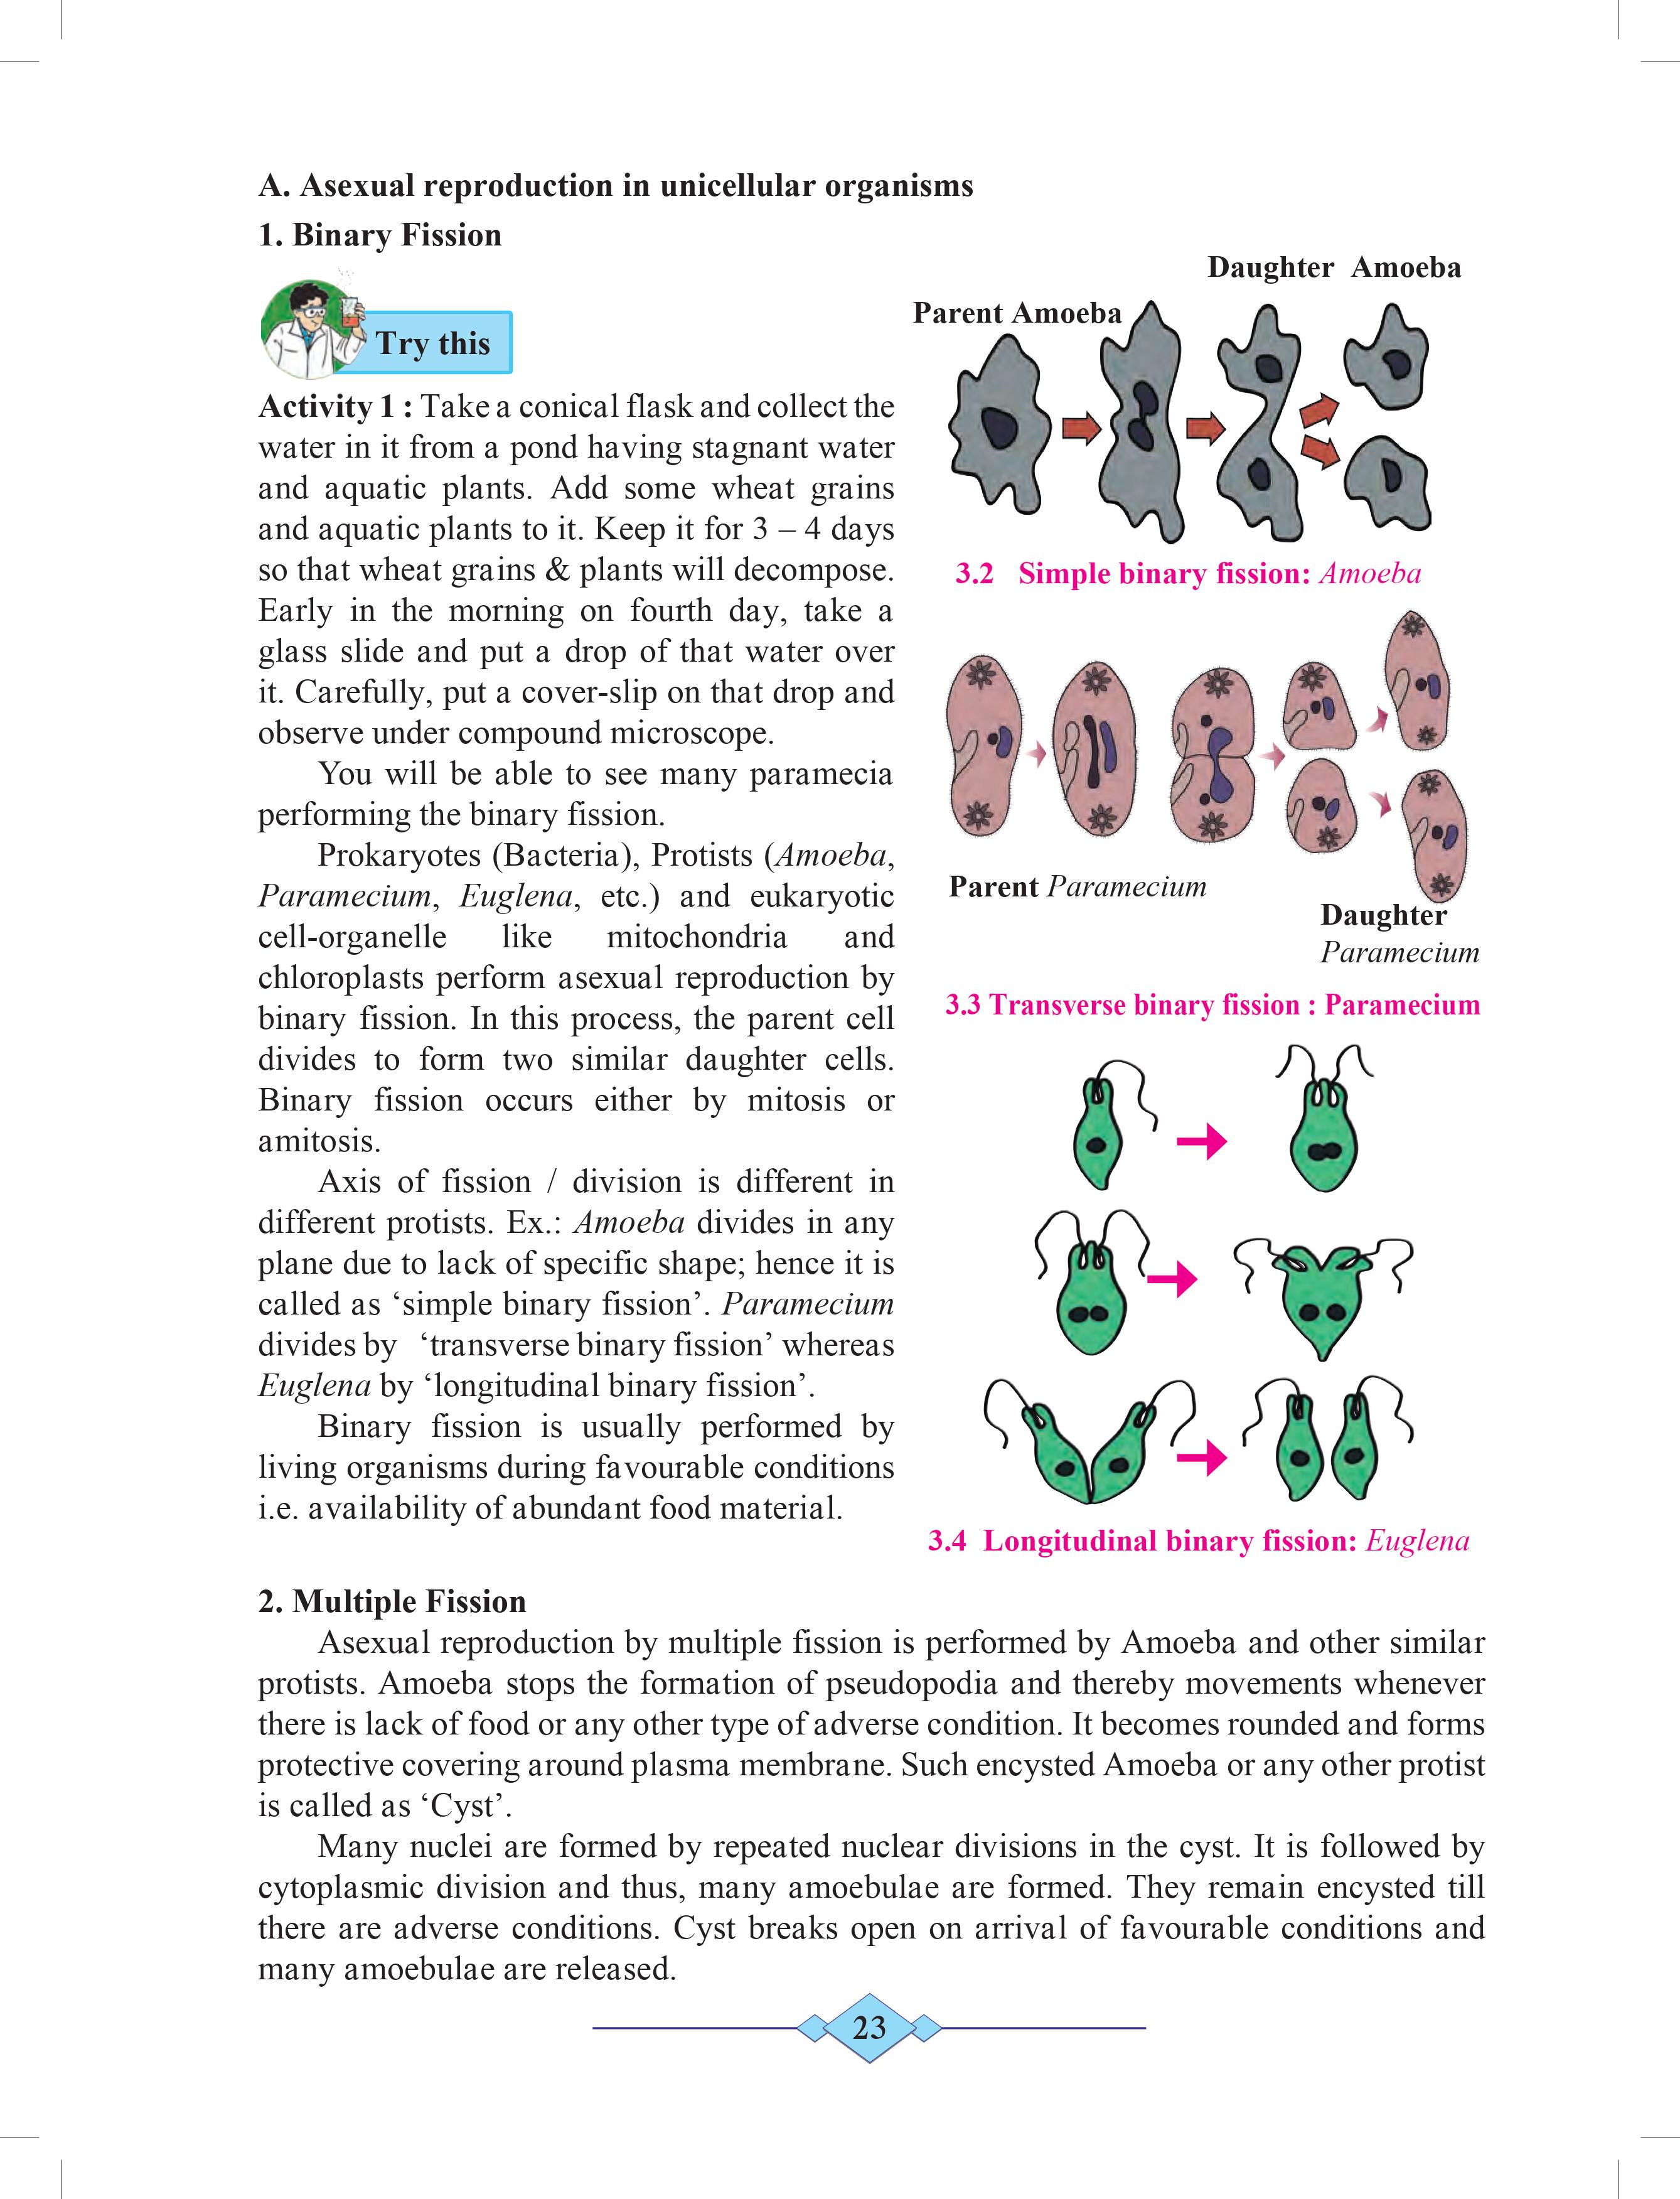 A. Asexual reproduction in unicellular organisms
1. Binary Fission
Try this
Activity 1 : Take a conical flask and collect the
water in it from a pond having stagnant water
and aquatic plants. Add some wheat grains
and aquatic plants to it. Keep it for 3 – 4 days
so that wheat grains & plants will decompose.
Early in the morning on fourth day, take a
glass slide and put a drop of that water over
it. Carefully, put a cover-slip on that drop and
observe under compound microscope.
You will be able to see many paramecia
performing the binary fission.
Prokaryotes (Bacteria), Protists (Amoeba,
Paramecium, Euglena, etc.) and eukaryotic
cell-organelle like mitochondria and
chloroplasts perform asexual reproduction by
binary fission. In this process, the parent cell
divides to form two similar daughter cells.
Binary fission occurs either by mitosis or
amitosis.
Axis of fission / division is different in
different protists. Ex.: Amoeba divides in any
plane due to lack of specific shape; hence it is
called as ‘simple binary fission’. Paramecium
divides by ‘transverse binary fission’ whereas
Euglena by ‘longitudinal binary fission’.
Binary fission is usually performed by
living organisms during favourable conditions
i.e. availability of abundant food material.
Daughter Amoeba
Parent Amoeba
3.2 Simple binary fission: Amoeba
Parent Paramecium
Daughter
Paramecium
3.3 Transverse binary fission : Paramecium
3.4 Longitudinal binary fission: Euglena
2. Multiple Fission
Asexual reproduction by multiple fission is performed by Amoeba and other similar
protists. Amoeba stops the formation of pseudopodia and thereby movements whenever
there is lack of food or any other type of adverse condition. It becomes rounded and forms
protective covering around plasma membrane. Such encysted Amoeba or any other protist
is called as ‘Cyst’.
Many nuclei are formed by repeated nuclear divisions in the cyst. It is followed by
cytoplasmic division and thus, many amoebulae are formed. They remain encysted till
there are adverse conditions. Cyst breaks open on arrival of favourable conditions and
many amoebulae are released.
23